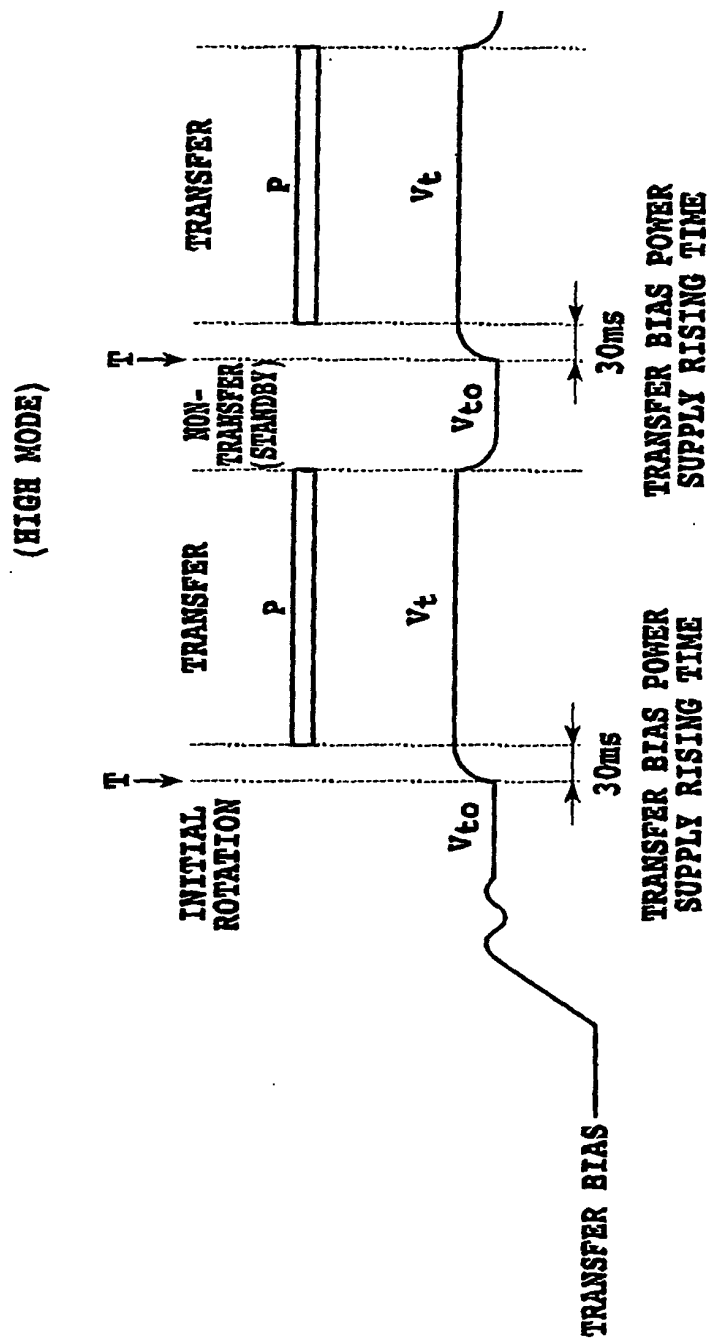 (HIGH MODE)
T
T
INITIAL
ROTATION
TRANSFER
NON-
TRANSFER
(STANDBY)
TRANSFER
P
P
Vto
Vt
Vto
Vt
TRANSFER BIAS
30ms
30ms
TRANSFER BIAS POWER
SUPPLY RISING TIME
TRANSFER BIAS POWER
SUPPLY RISING TIME